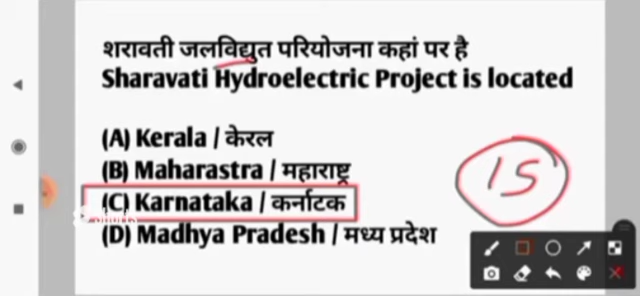 शरावती जलविद्युत परियोजना कहां पर है
Sharavati Hydroelectric Project is located
(A) Kerala / केरल
(B) Maharastra / महाराष्ट्र
(C) Karnataka / कर्नाटक
(D) Madhya Pradesh / मध्य प्रदेश
15
Shorts